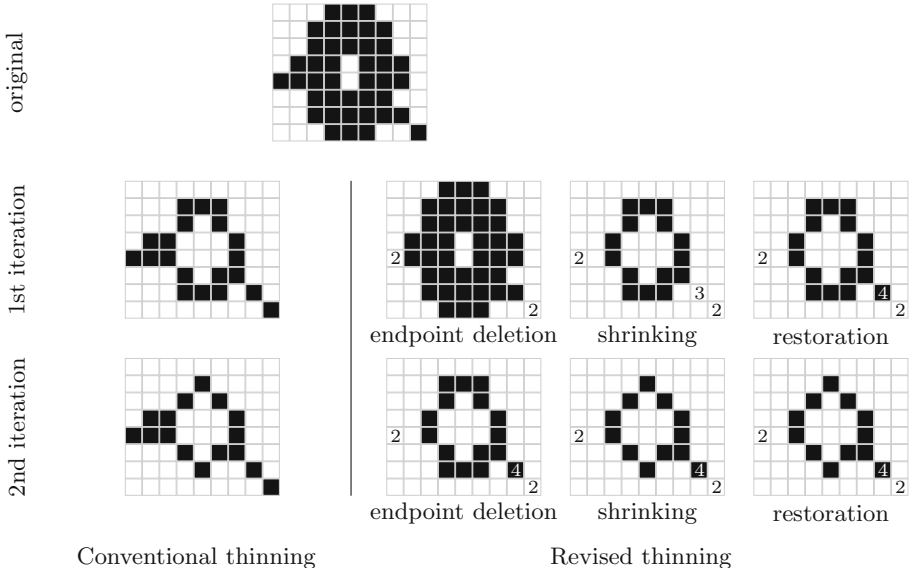 original
1st iteration
2
2
endpoint deletion
2
3
2
shrinking
2
4
2
restoration
2nd iteration
2
4
2
endpoint deletion
2
4
2
shrinking
2
4
2
restoration
Conventional thinning
Revised thinning